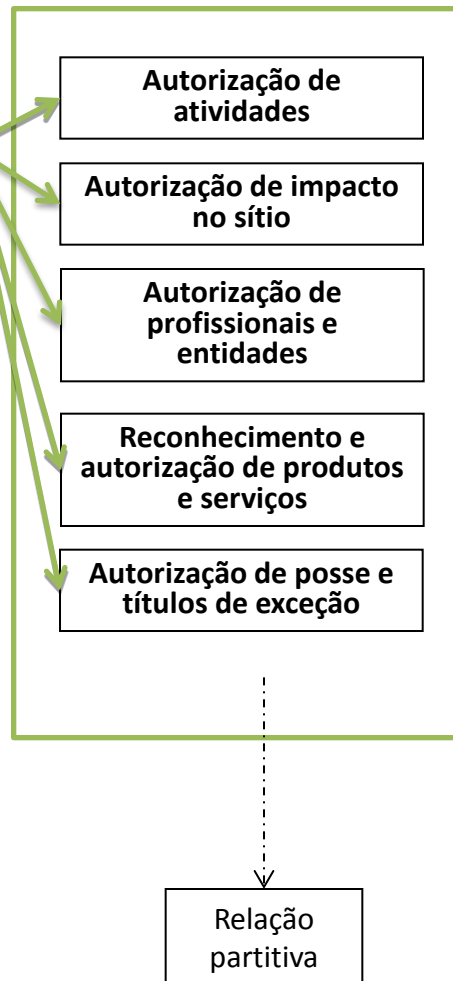 Autorização de
atividades
Autorização de impacto
no sítio
Autorização de
profissionais e
entidades
Reconhecimento e
autorização de produtos
e serviços
Autorização de posse e
títulos de exceção
Relação
partitiva